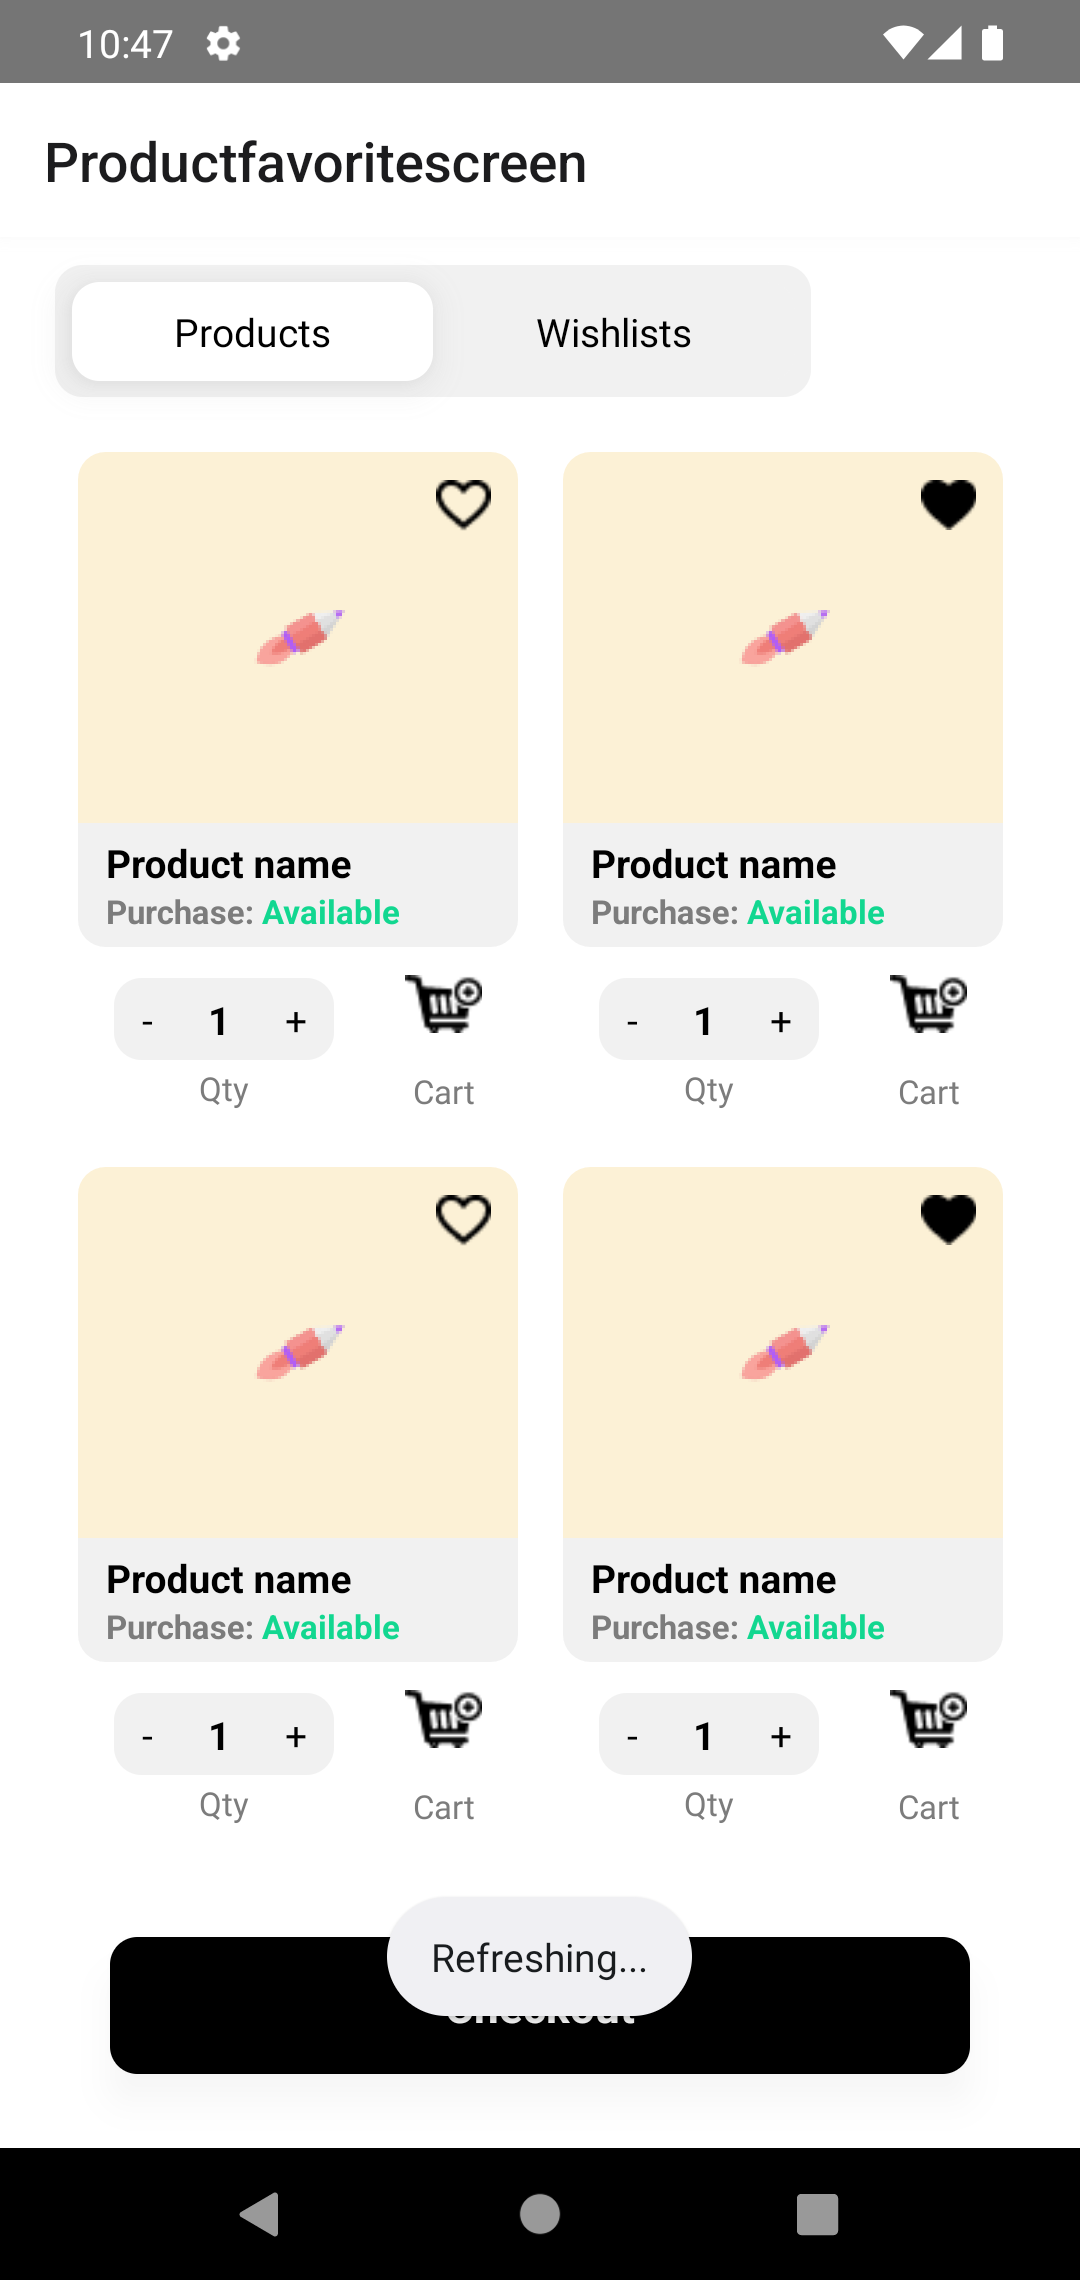 10:47
Productfavoritescreen
Products Wishlists
Product name Product name
Purchase: Available Purchase: Available
- 1 + - 1 +
Qty Cart Qty Cart
Product name Product name
Purchase: Available Purchase: Available
- 1 + - 1 +
Qty Cart Qty Cart
Refreshing...
Checkout